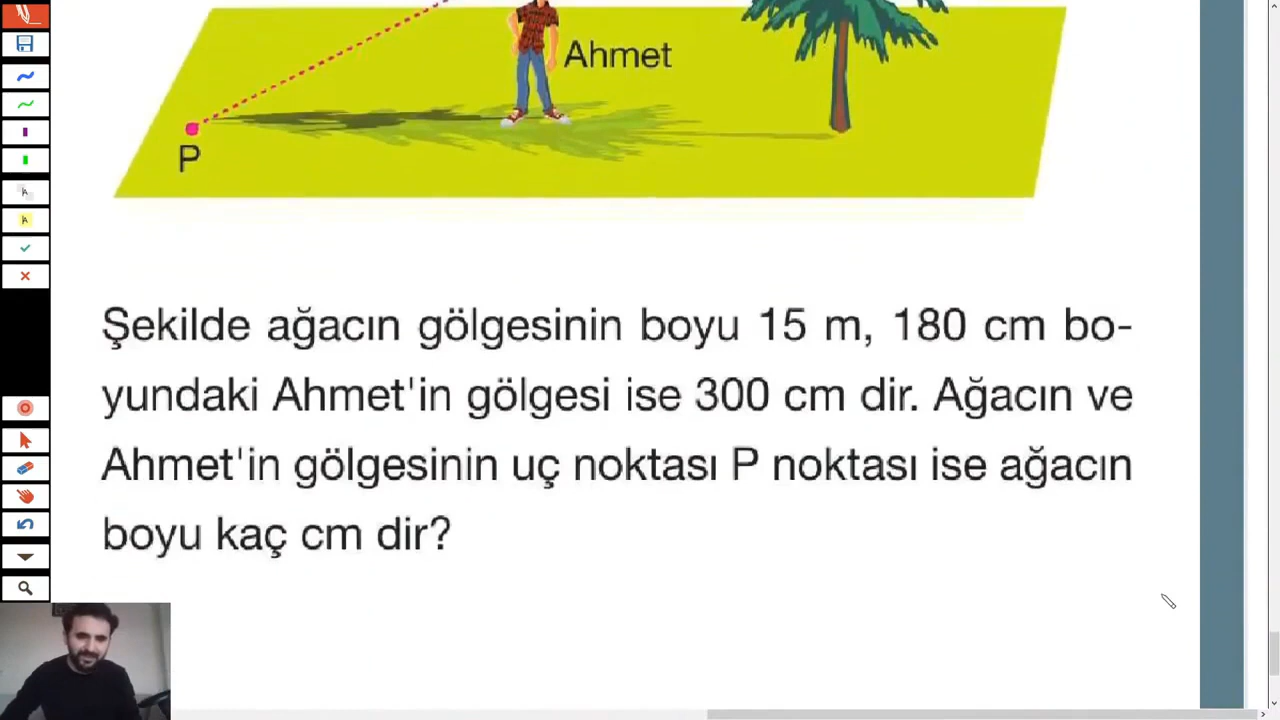 Ahmet
P
Şekilde ağacın gölgesinin boyu 15 m, 180 cm bo-
yundaki Ahmet'in gölgesi ise 300 cm dir. Ağacın ve
Ahmet'in gölgesinin uç noktası P noktası ise ağacın
boyu kaç cm dir?